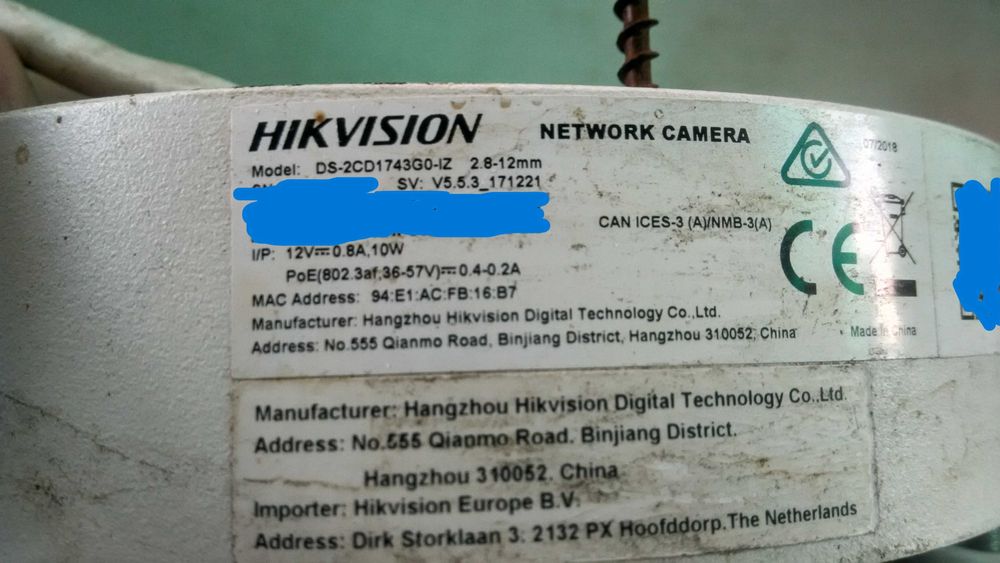 HIKVISION NETWORK CAMERA
07/2018
Model: DS-2CD1743G0-IZ 2.8-12mm
SV: V5.5.3_171221
CAN ICES-3 (A)/NMB-3(A)
CE
I/P: 12V⎓0.8A,10W
PoE(802.3af,36-57V)⎓0.4-0.2A
MAC Address: 94:E1:AC:FB:16:B7
Manufacturer: Hangzhou Hikvision Digital Technology Co.,Ltd.
Address: No.555 Qianmo Road, Binjiang District, Hangzhou 310052, China
Made in China
Manufacturer: Hangzhou Hikvision Digital Technology Co.,Ltd.
Address: No.555 Qianmo Road. Binjiang District.
Hangzhou 310052. China
Importer: Hikvision Europe B.V.
Address: Dirk Storklaan 3. 2132 PX Hoofddorp.The Netherlands